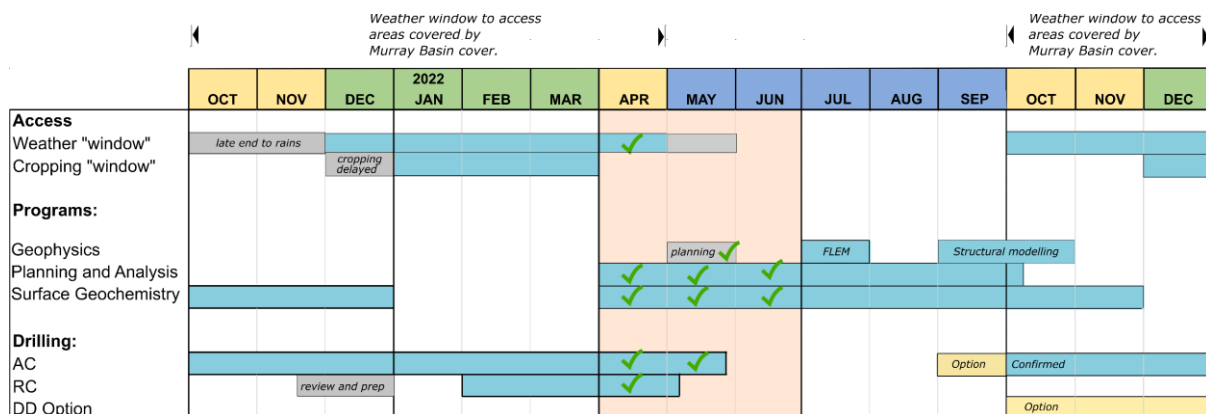 Weather window to access
areas covered by
Murray Basin cover.
Weather window to access
areas covered by
Murray Basin cover.
2022
OCT NOV DEC JAN FEB MAR APR MAY JUN JUL AUG SEP OCT NOV DEC
Access
Weather "window" late end to rains
Cropping "window" cropping
delayed
Programs:
Geophysics planning FLEM Structural modelling
Planning and Analysis
Surface Geochemistry
Drilling:
AC Option Confirmed
RC review and prep
DD Option Option